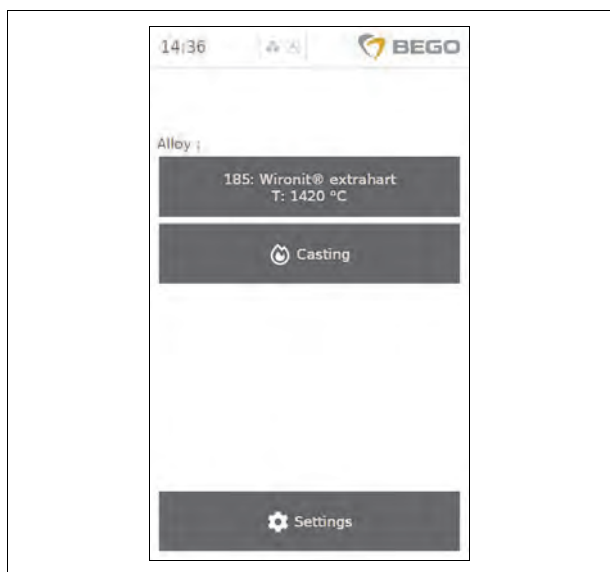 14:36
BEGO
Alloy :
185: Wironit® extrahart
T: 1420 °C
Casting
Settings